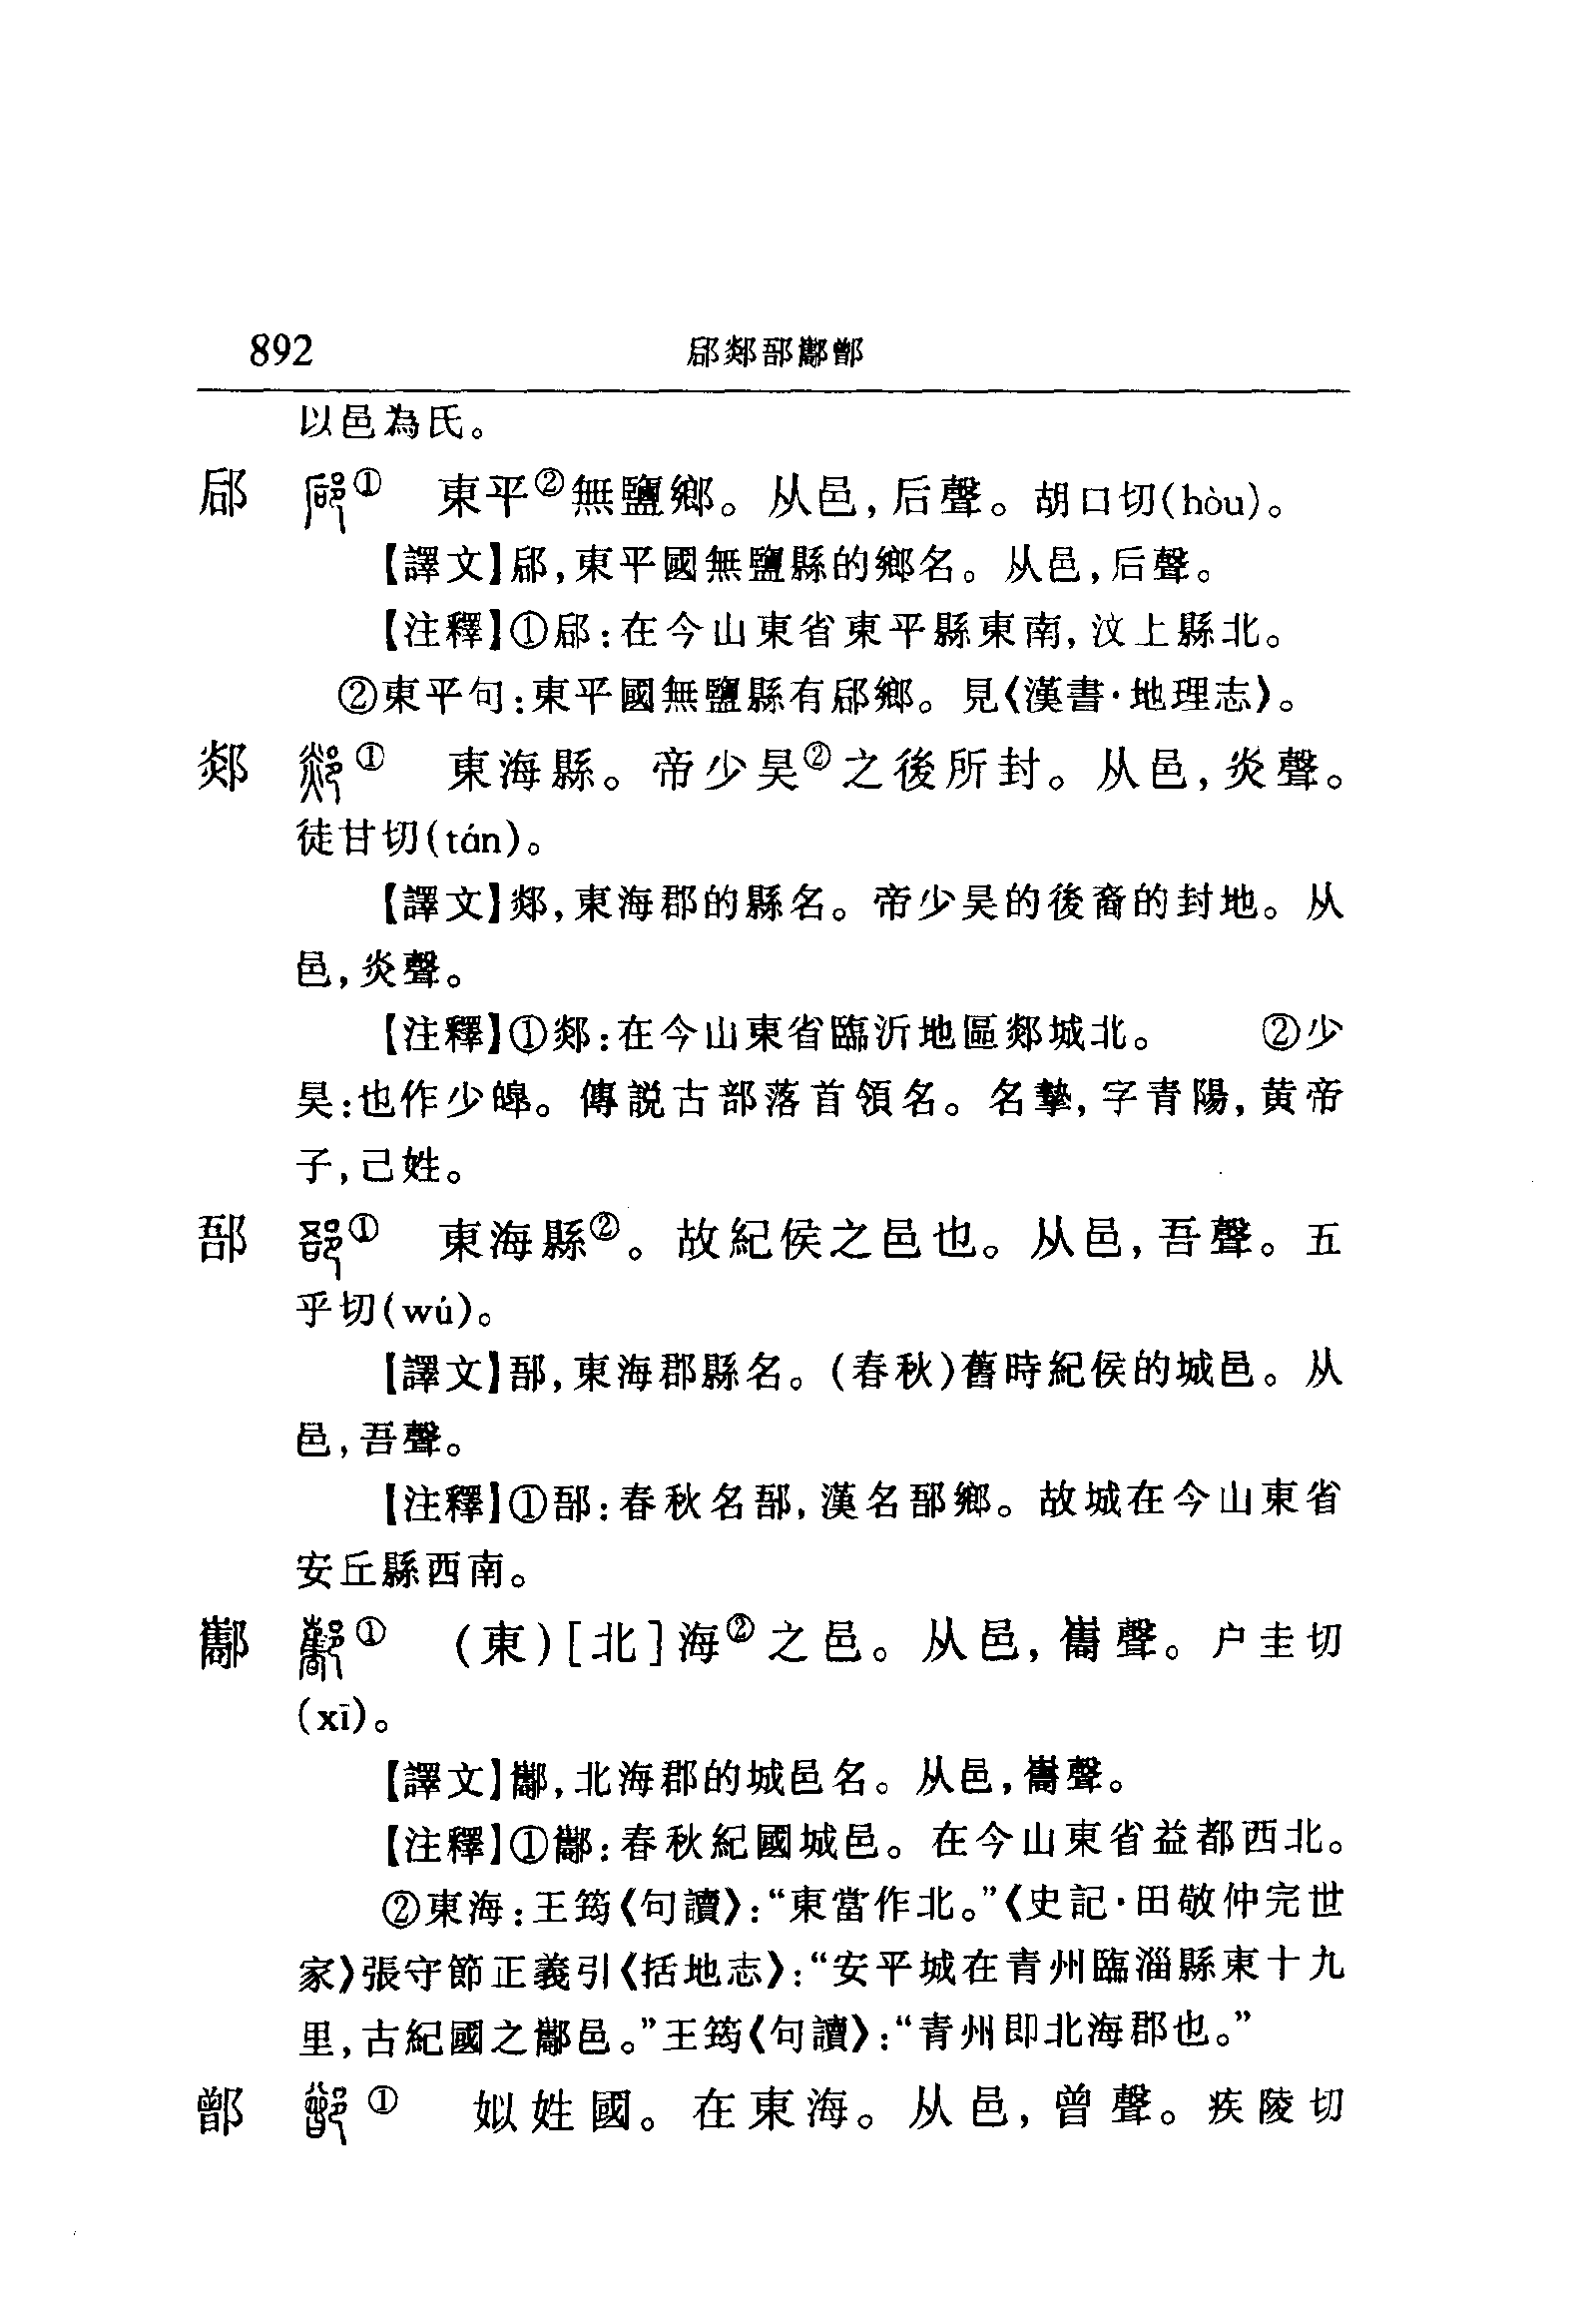 892 郈郯郚酅鄫
以邑為氏。
郈 ① 東平②無鹽鄉。从邑,后聲。胡口切(hòu)。
【譯文】郈,東平國無鹽縣的鄉名。从邑,后聲。
【注釋】①郈:在今山東省東平縣東南,汶上縣北。
②東平句:東平國無鹽縣有郈鄉。見《漢書·地理志》。
郯 ① 東海縣。帝少昊②之後所封。从邑,炎聲。
徒甘切(tán)。
【譯文】郯,東海郡的縣名。帝少昊的後裔的封地。从
邑,炎聲。
【注釋】①郯:在今山東省臨沂地區郯城北。 ②少
昊:也作少皞。傳説古部落首領名。名摯,字青陽,黄帝
子,己姓。
郚 ① 東海縣②。故紀侯之邑也。从邑,吾聲。五
乎切(wú)。
【譯文】郚,東海郡縣名。(春秋)舊時紀侯的城邑。从
邑,吾聲。
【注釋】①郚:春秋名郚,漢名郚鄉。故城在今山東省
安丘縣西南。
酅 ① (東)[北]海②之邑。从邑,巂聲。户圭切
(xī)。
【譯文】酅,北海郡的城邑名。从邑,巂聲。
【注釋】①酅:春秋紀國城邑。在今山東省益都西北。
②東海:王筠《句讀》:“東當作北。”《史記·田敬仲完世
家》張守節正義引《括地志》:“安平城在青州臨淄縣東十九
里,古紀國之酅邑。”王筠《句讀》:“青州即北海郡也。”
鄫 ① 姒姓國。在東海。从邑,曾聲。疾陵切